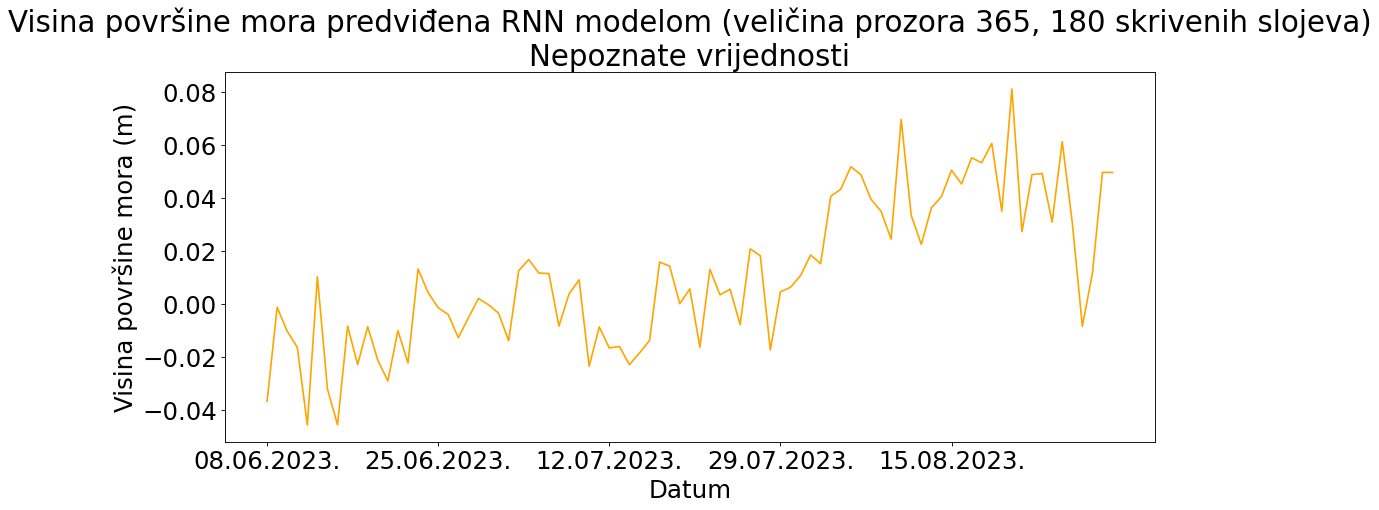 Visina površine mora predviđena RNN modelom (veličina prozora 365, 180 skrivenih slojeva)
Nepoznate vrijednosti
Visina površine mora (m)
0.08
0.06
0.04
0.02
0.00
−0.02
−0.04
08.06.2023. 25.06.2023. 12.07.2023. 29.07.2023. 15.08.2023.
Datum